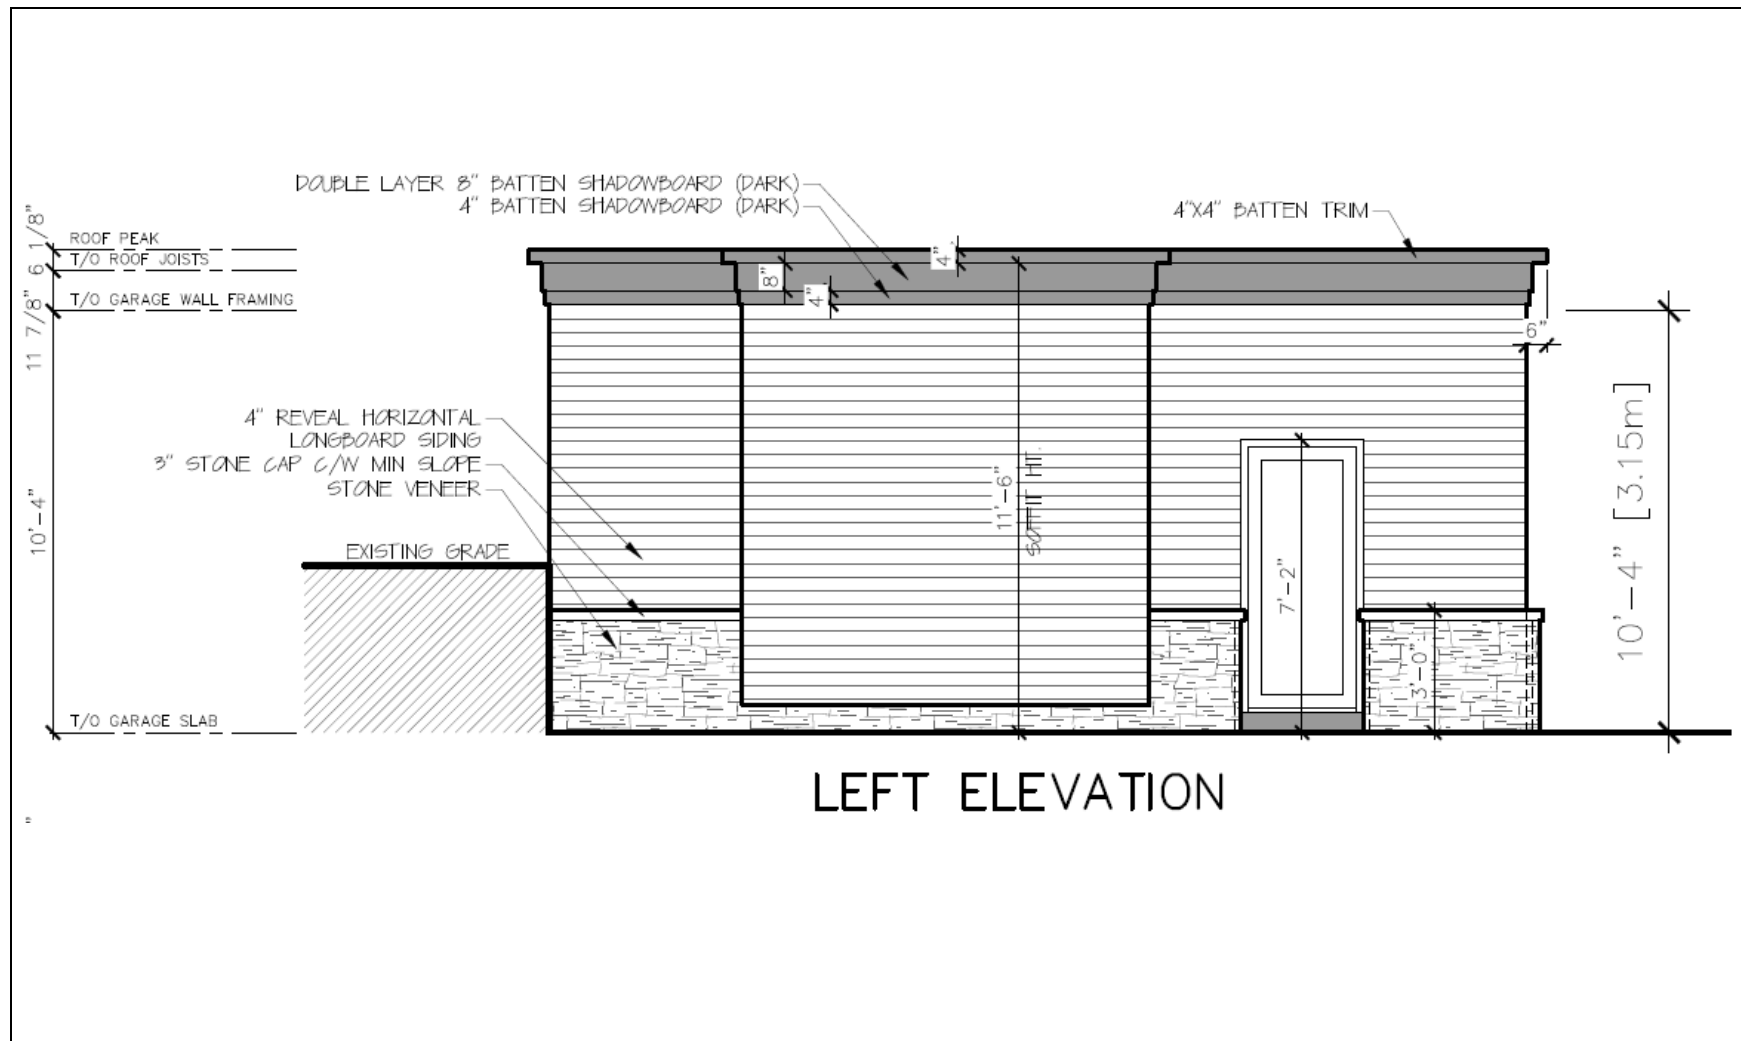 DOUBLE LAYER 8" BATTEN SHADOWBOARD (DARK)
4" BATTEN SHADOWBOARD (DARK)
4"X4" BATTEN TRIM
ROOF PEAK
T/O ROOF JOISTS
T/O GARAGE WALL FRAMING
6 1/8"
11 7/8"
10'-4"
4"
8"
4"
6"
4" REVEAL HORIZONTAL
LONGBOARD SIDING
3" STONE CAP C/W MIN SLOPE
STONE VENEER
EXISTING GRADE
11'-6"
SOFFIT HT.
7'-2"
3'-0"
10'-4" [3.15m]
T/O GARAGE SLAB
LEFT ELEVATION
"